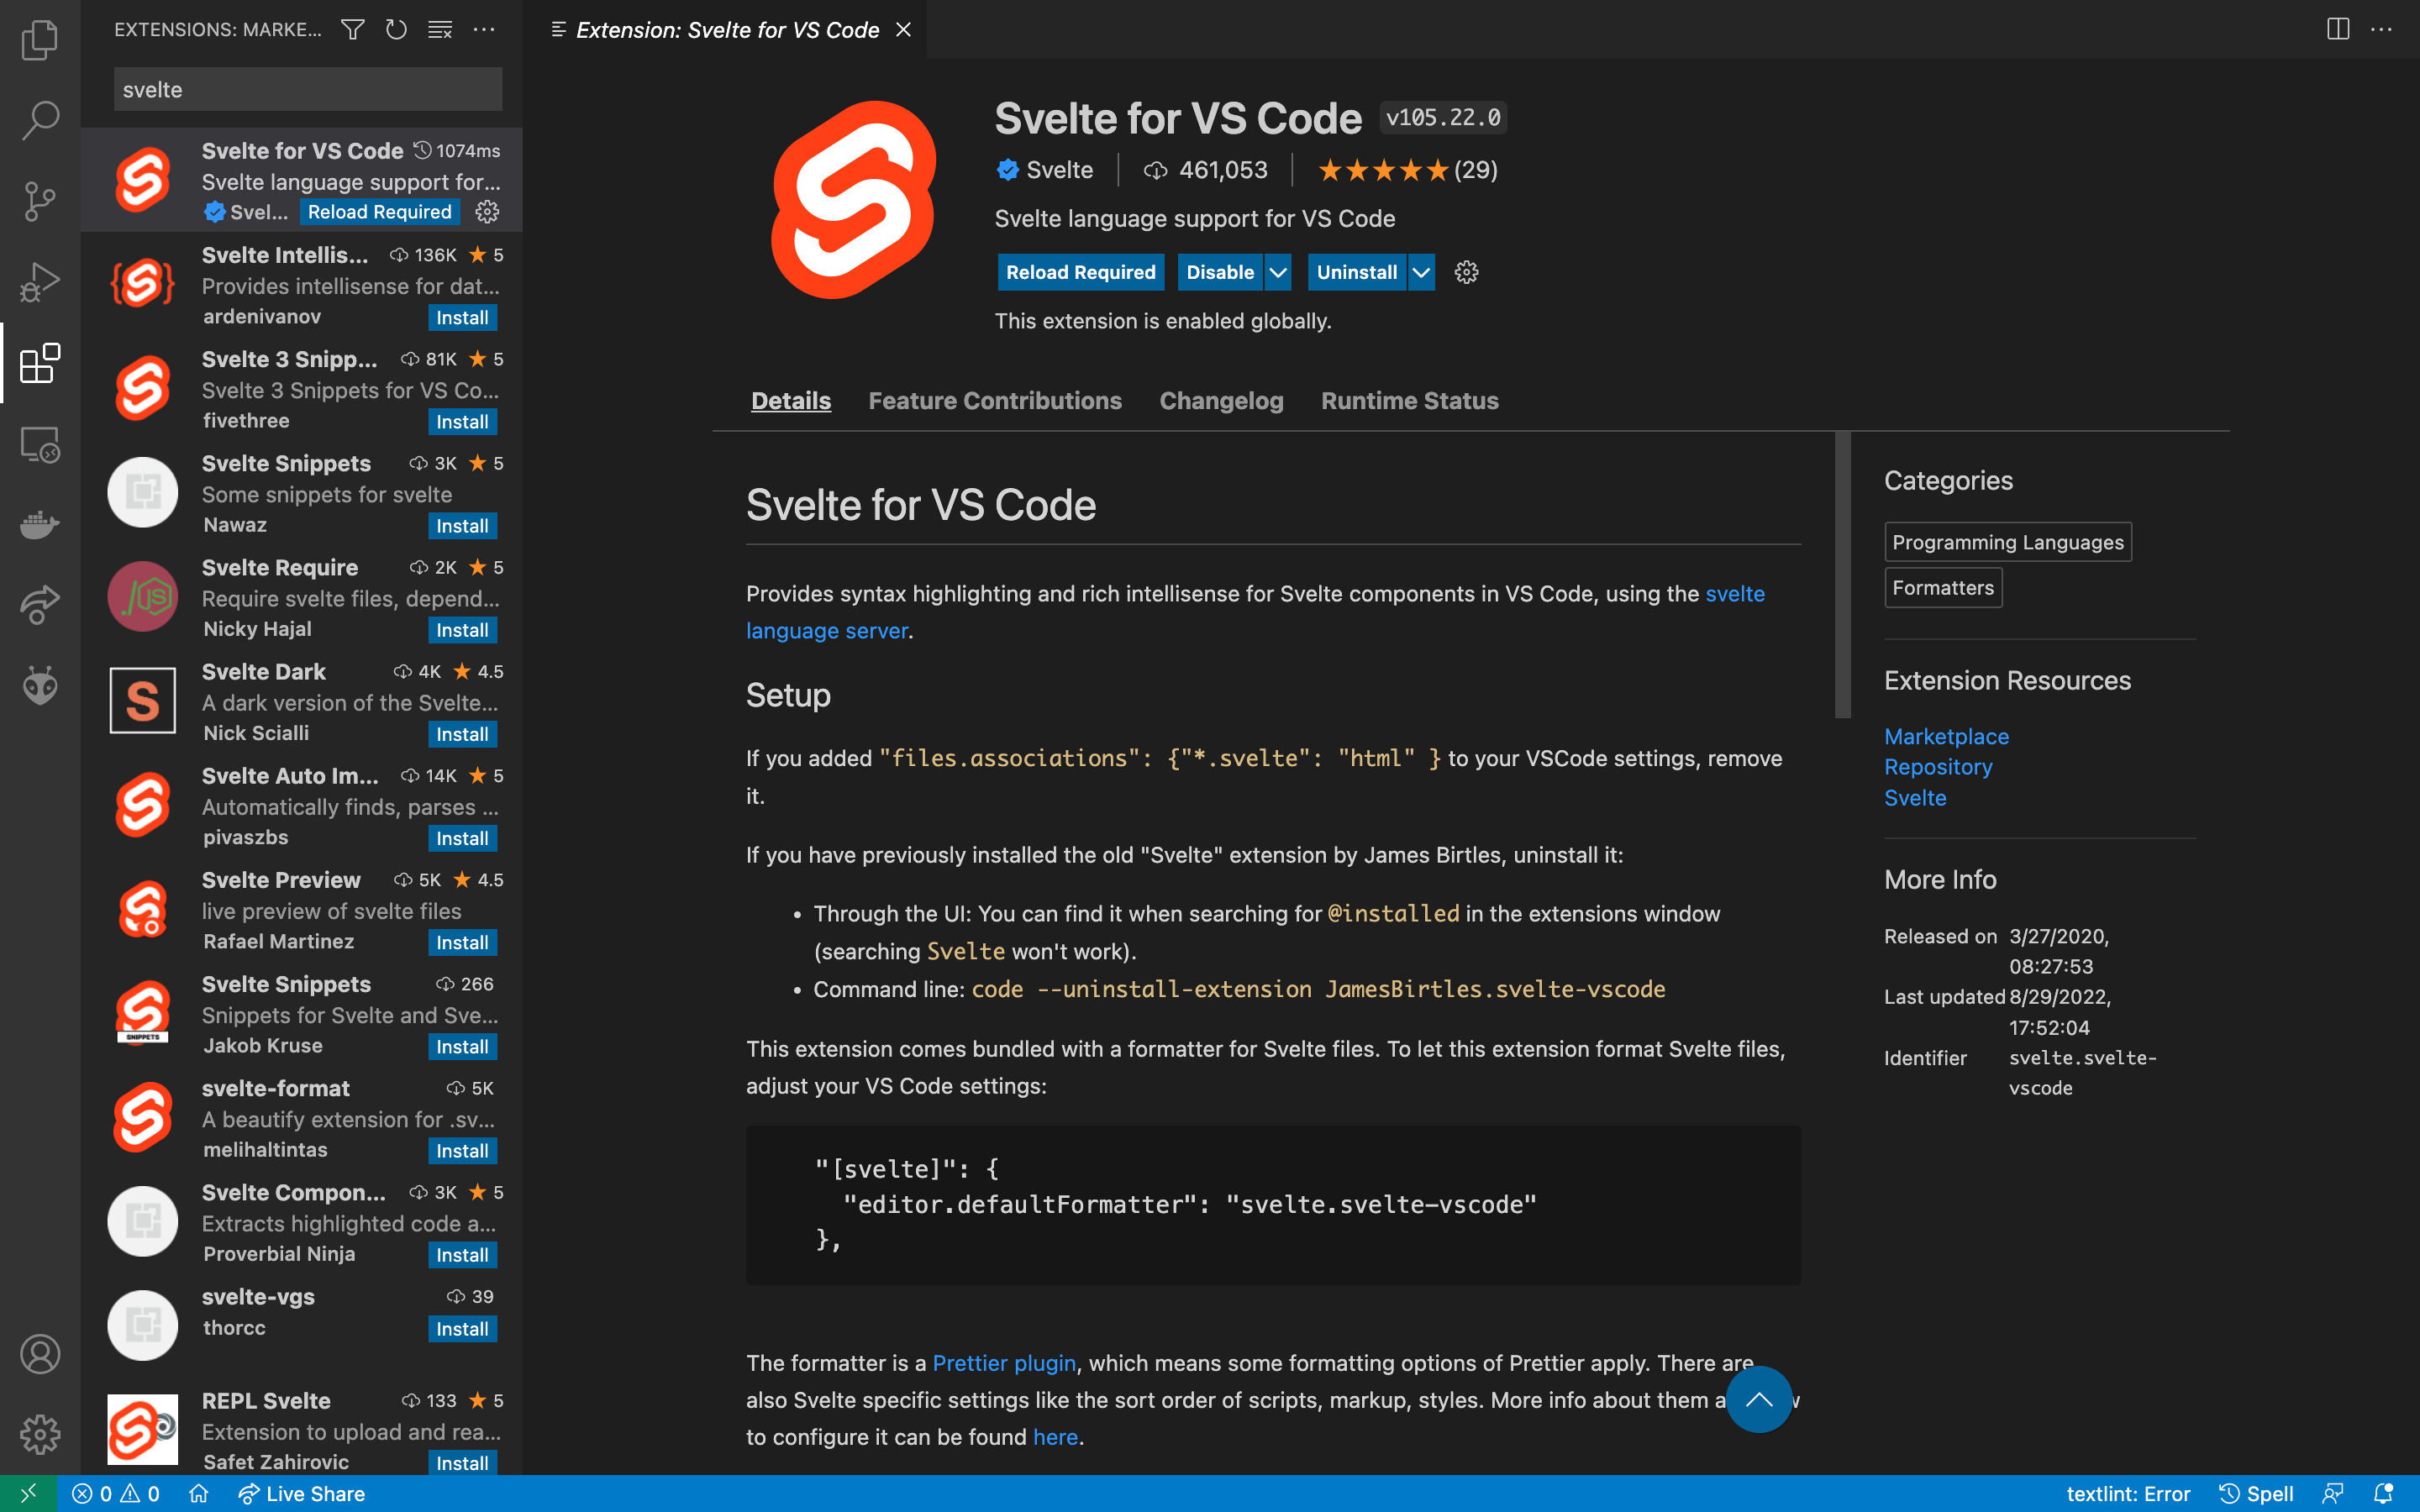 EXTENSIONS: MARKE...
svelte
Svelte for VS Code 1074ms
Svelte language support for...
Svel... Reload Required
Svelte Intellis... 136K 5
Provides intellisense for dat...
ardenivanov Install
Svelte 3 Snipp... 81K 5
Svelte 3 Snippets for VS Co...
fivethree Install
Svelte Snippets 3K 5
Some snippets for svelte
Nawaz Install
Svelte Require 2K 5
Require svelte files, depend...
Nicky Hajal Install
Svelte Dark 4K 4.5
A dark version of the Svelte...
Nick Scialli Install
Svelte Auto Im... 14K 5
Automatically finds, parses ...
pivaszbs Install
Svelte Preview 5K 4.5
live preview of svelte files
Rafael Martinez Install
Svelte Snippets 266
Snippets for Svelte and Sve...
SNIPPETS
Jakob Kruse Install
svelte-format 5K
A beautify extension for .sv...
melihaltintas Install
Svelte Compon... 3K 5
Extracts highlighted code a...
Proverbial Ninja Install
svelte-vgs 39
thorcc Install
REPL Svelte 133 5
Extension to upload and rea...
Safet Zahirovic Install
Extension: Svelte for VS Code
Svelte for VS Code v105.22.0
Svelte 461,053 (29)
Svelte language support for VS Code
Reload Required Disable Uninstall
This extension is enabled globally.
Details Feature Contributions Changelog Runtime Status
Svelte for VS Code
Provides syntax highlighting and rich intellisense for Svelte components in VS Code, using the svelte
language server.
Setup
If you added "files.associations": {"*.svelte": "html" } to your VSCode settings, remove
it.
If you have previously installed the old "Svelte" extension by James Birtles, uninstall it:
• Through the UI: You can find it when searching for @installed in the extensions window
(searching Svelte won't work).
• Command line: code --uninstall-extension JamesBirtles.svelte-vscode
This extension comes bundled with a formatter for Svelte files. To let this extension format Svelte files,
adjust your VS Code settings:
"[svelte]": {
"editor.defaultFormatter": "svelte.svelte-vscode"
},
The formatter is a Prettier plugin, which means some formatting options of Prettier apply. There are
also Svelte specific settings like the sort order of scripts, markup, styles. More info about them
to configure it can be found here.
Categories
Programming Languages
Formatters
Extension Resources
Marketplace
Repository
Svelte
More Info
Released on 3/27/2020,
08:27:53
Last updated 8/29/2022,
17:52:04
Identifier svelte.svelte-
vscode
0 0 Live Share textlint: Error Spell